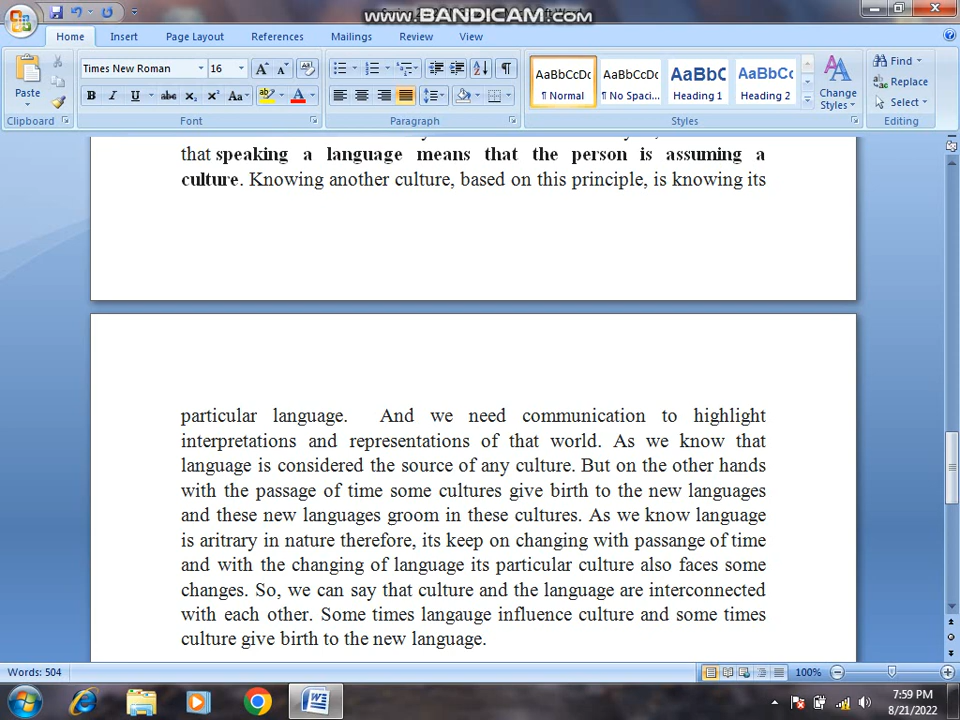 www.BANDICAM.com
Home Insert Page Layout References Mailings Review View
Paste
Clipboard
Times New Roman 16
B I U abc X₂ X² Aa
Font
Paragraph
AaBbCcDc AaBbCcDc AaBbC AaBbCc
¶ Normal ¶ No Spaci... Heading 1 Heading 2
Change Styles
Styles
Find
Replace
Select
Editing
that speaking a language means that the person is assuming a
culture. Knowing another culture, based on this principle, is knowing its
particular language. And we need communication to highlight
interpretations and representations of that world. As we know that
language is considered the source of any culture. But on the other hands
with the passage of time some cultures give birth to the new languages
and these new languages groom in these cultures. As we know language
is aritrary in nature therefore, its keep on changing with passange of time
and with the changing of language its particular culture also faces some
changes. So, we can say that culture and the language are interconnected
with each other. Some times langauge influence culture and some times
culture give birth to the new language.
Words: 504
100%
7:59 PM
8/21/2022